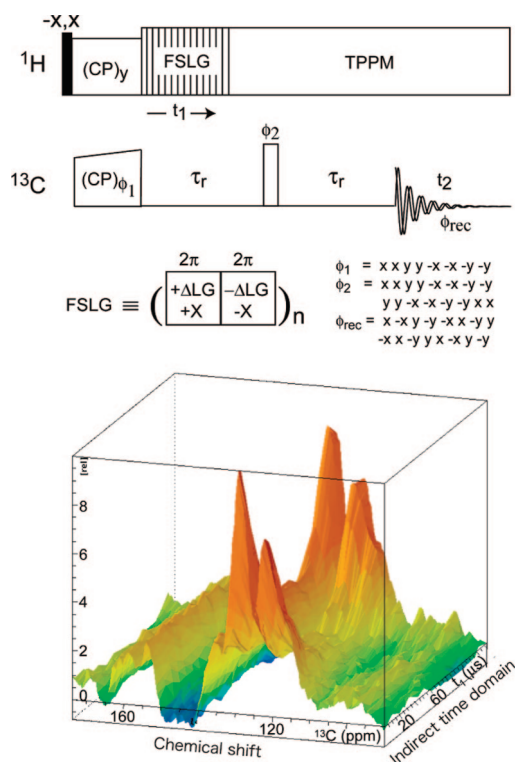 -x,x
¹H
(CP)y
FSLG
TPPM
t₁
ϕ₂
¹³C
(CP)ϕ₁
τr
τr
t₂
ϕrec
2π 2π
FSLG ≡ ( +ΔLG −ΔLG )n
+X -X
ϕ₁ = x x y y -x -x -y -y
ϕ₂ = x x y y -x -x -y -y
y y -x -x -y -y x x
ϕrec = x -x y -y -x x -y y
-x x -y y x -x y -y
[rel]
8
6
4
2
0
160
120
¹³C (ppm)
Chemical shift
20
60
t₁ (µs)
Indirect time domain